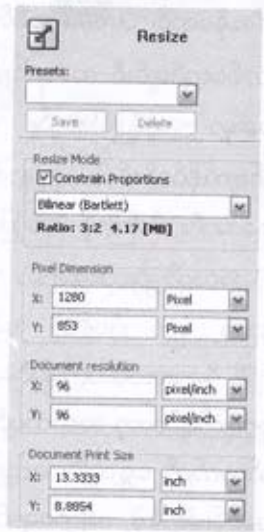 Resize
Presets:
Save Delete
Resize Mode
Constrain Proportions
Bilinear (Bartlett)
Ratio: 3:2 4.17 [MB]
Pixel Dimension
X: 1280 Pixel
Y: 853 Pixel
Document resolution
X: 96 pixel/inch
Y: 96 pixel/inch
Document Print Size
X: 13.3333 inch
Y: 8.8854 inch